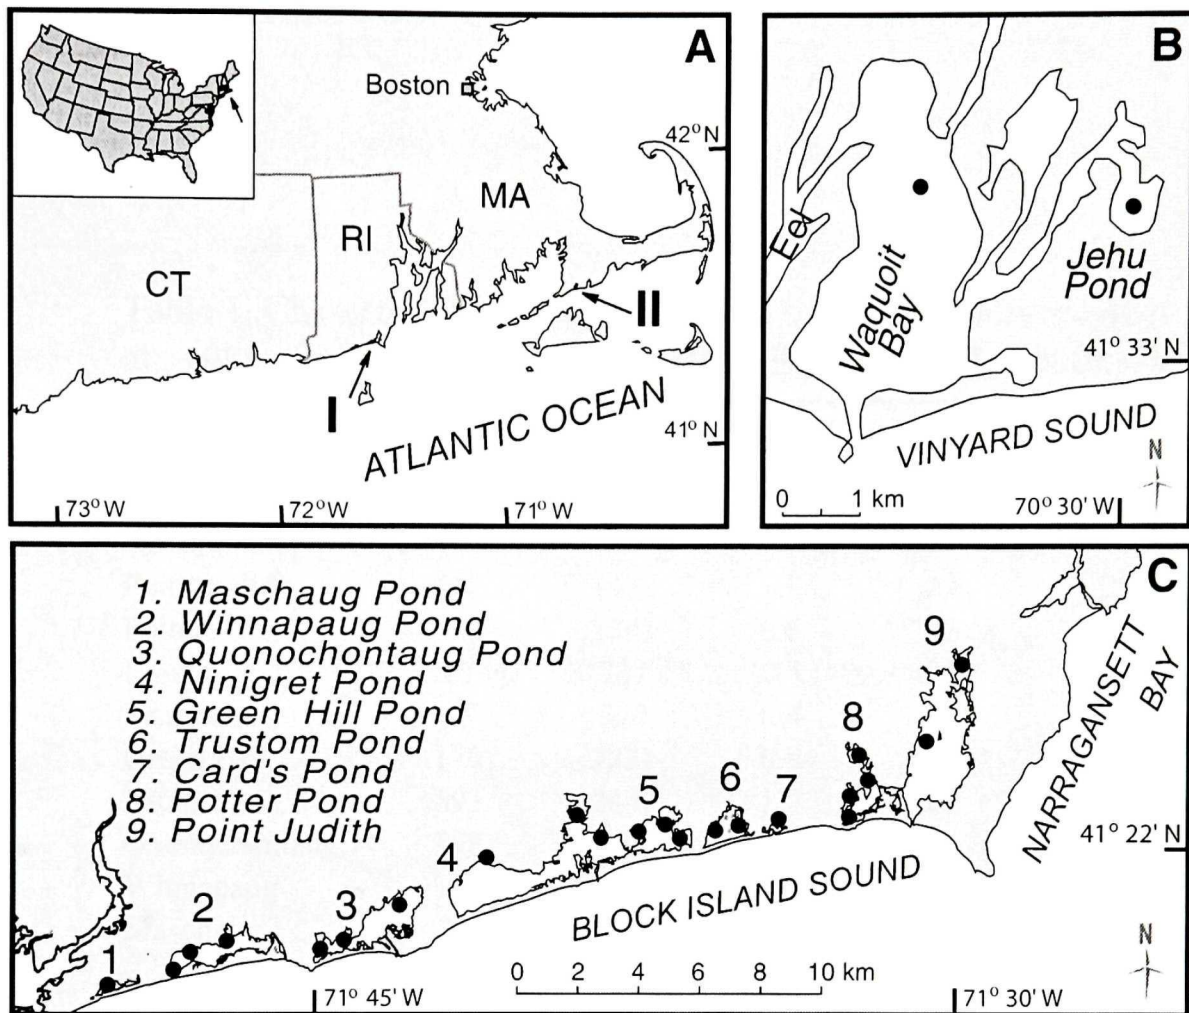 A
Boston
42° N
MA
RI
CT
II
I
ATLANTIC OCEAN
41° N
73° W
72° W
71° W
B
Eel
Waquoit
Bay
Jehu
Pond
41° 33' N
VINYARD SOUND
N
0 1 km
70° 30' W
C
1. Maschaug Pond
2. Winnapaug Pond
3. Quonochontaug Pond
4. Ninigret Pond
5. Green Hill Pond
6. Trustom Pond
7. Card's Pond
8. Potter Pond
9. Point Judith
9
8
7
6
5
4
3
2
1
NARRAGANSETT
BAY
41° 22' N
BLOCK ISLAND SOUND
N
0 2 4 6 8 10 km
71° 45' W
71° 30' W